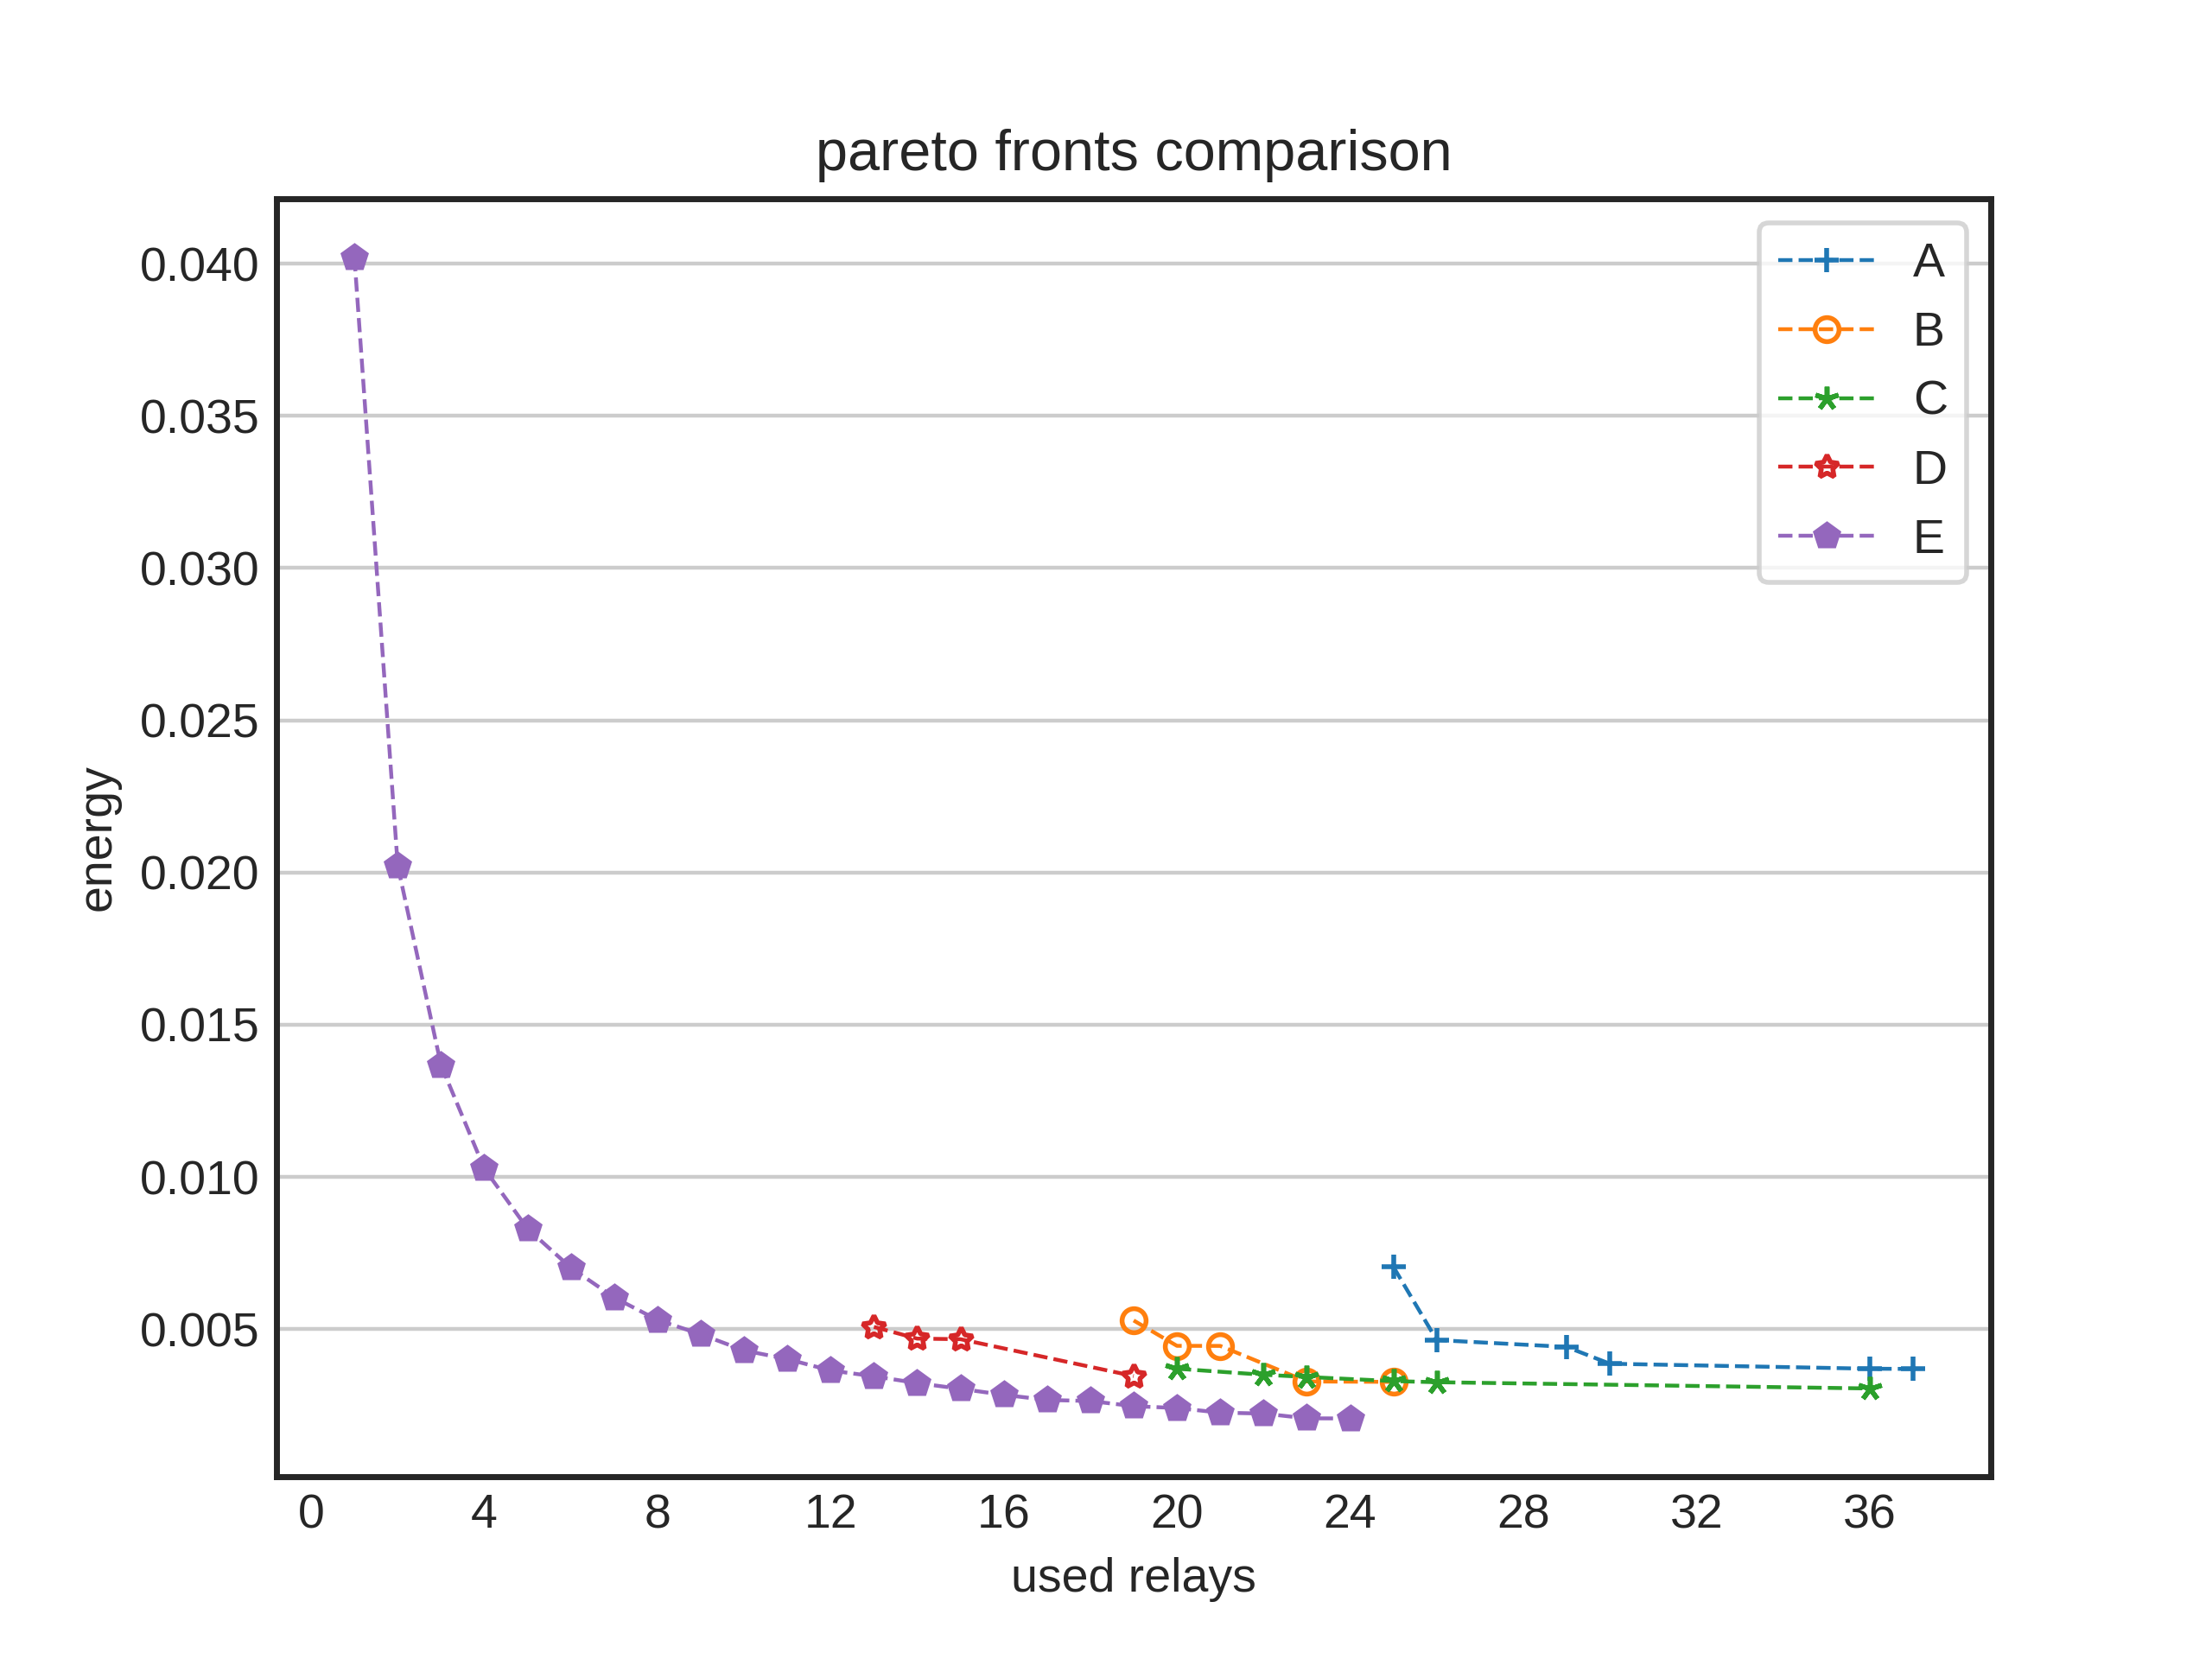 pareto fronts comparison
A
B
C
D
E
0.040
0.035
0.030
0.025
0.020
0.015
0.010
0.005
energy
0 4 8 12 16 20 24 28 32 36
used relays